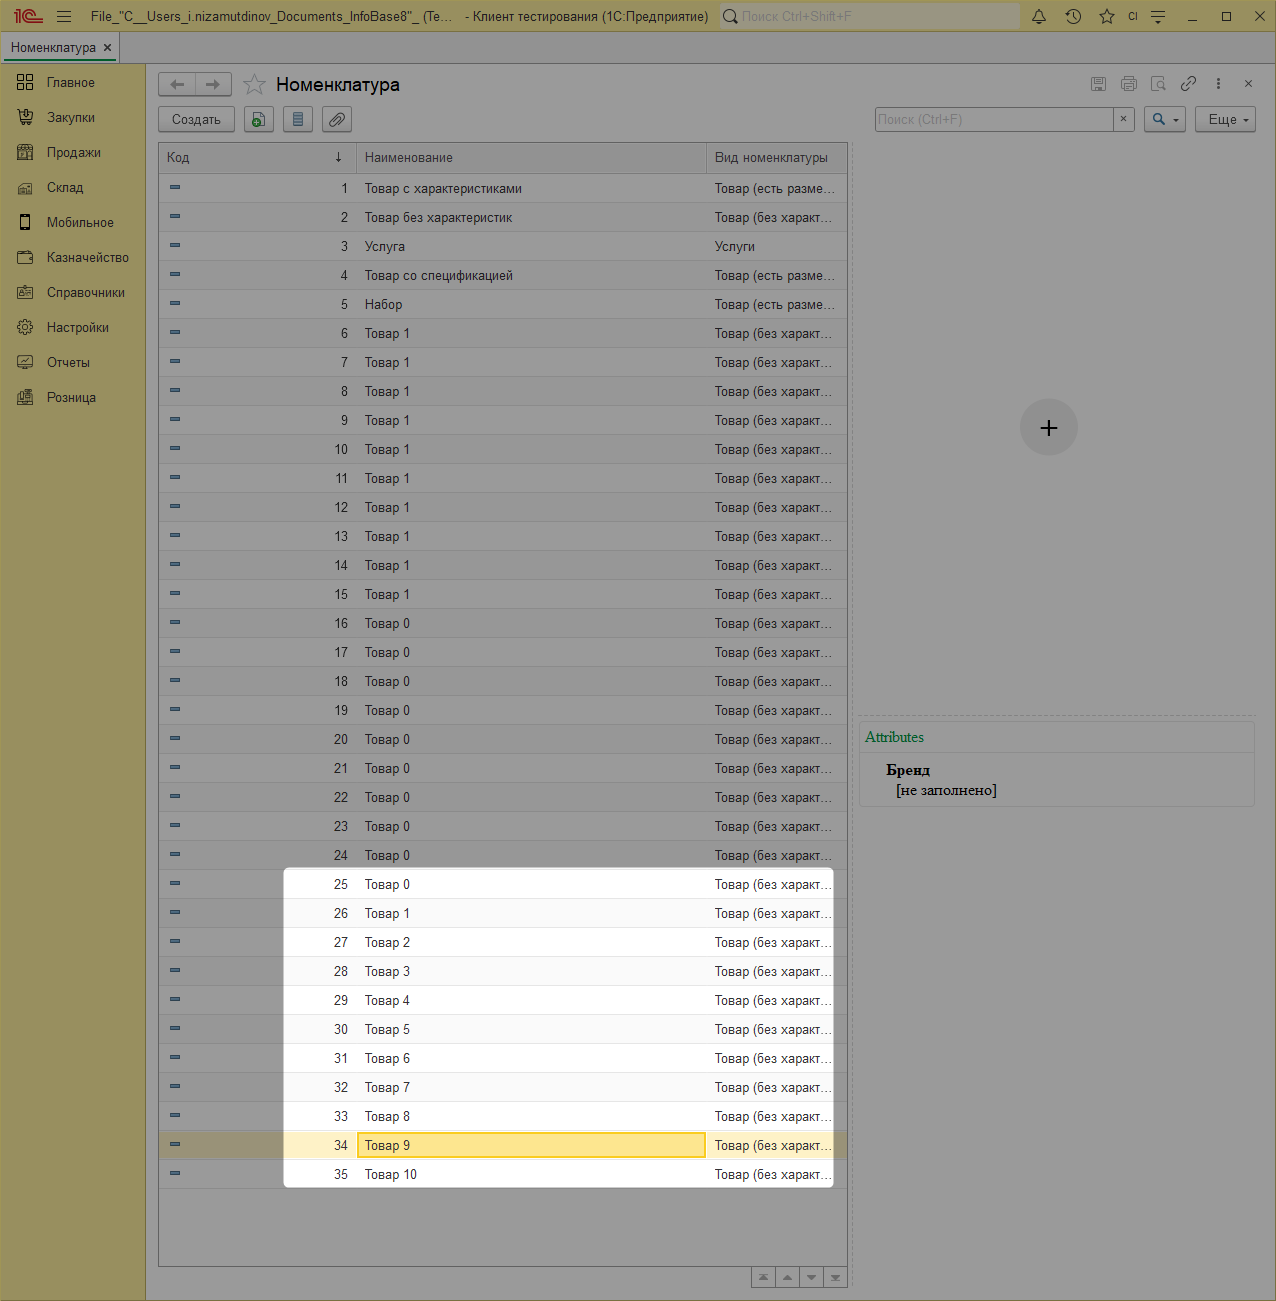 File_"C__Users_i.nizamutdinov_Documents_InfoBase8"_ (Те... - Клиент тестирования (1С:Предприятие) Поиск Ctrl+Shift+F CI
Номенклатура ×
Главное
Закупки
Продажи
Склад
Мобильное
Казначейство
Справочники
Настройки
Отчеты
Розница
Номенклатура
Создать
Поиск (Ctrl+F) ×
Еще
Код ↓ Наименование Вид номенклатуры
1 Товар с характеристиками Товар (есть разме...
2 Товар без характеристик Товар (без характ...
3 Услуга Услуги
4 Товар со спецификацией Товар (есть разме...
5 Набор Товар (есть разме...
6 Товар 1 Товар (без характ...
7 Товар 1 Товар (без характ...
8 Товар 1 Товар (без характ...
9 Товар 1 Товар (без характ...
10 Товар 1 Товар (без характ...
11 Товар 1 Товар (без характ...
12 Товар 1 Товар (без характ...
13 Товар 1 Товар (без характ...
14 Товар 1 Товар (без характ...
15 Товар 1 Товар (без характ...
16 Товар 0 Товар (без характ...
17 Товар 0 Товар (без характ...
18 Товар 0 Товар (без характ...
19 Товар 0 Товар (без характ...
20 Товар 0 Товар (без характ...
21 Товар 0 Товар (без характ...
22 Товар 0 Товар (без характ...
23 Товар 0 Товар (без характ...
24 Товар 0 Товар (без характ...
25 Товар 0 Товар (без характ...
26 Товар 1 Товар (без характ...
27 Товар 2 Товар (без характ...
28 Товар 3 Товар (без характ...
29 Товар 4 Товар (без характ...
30 Товар 5 Товар (без характ...
31 Товар 6 Товар (без характ...
32 Товар 7 Товар (без характ...
33 Товар 8 Товар (без характ...
34 Товар 9 Товар (без характ...
35 Товар 10 Товар (без характ...
Attributes
Бренд
[не заполнено]